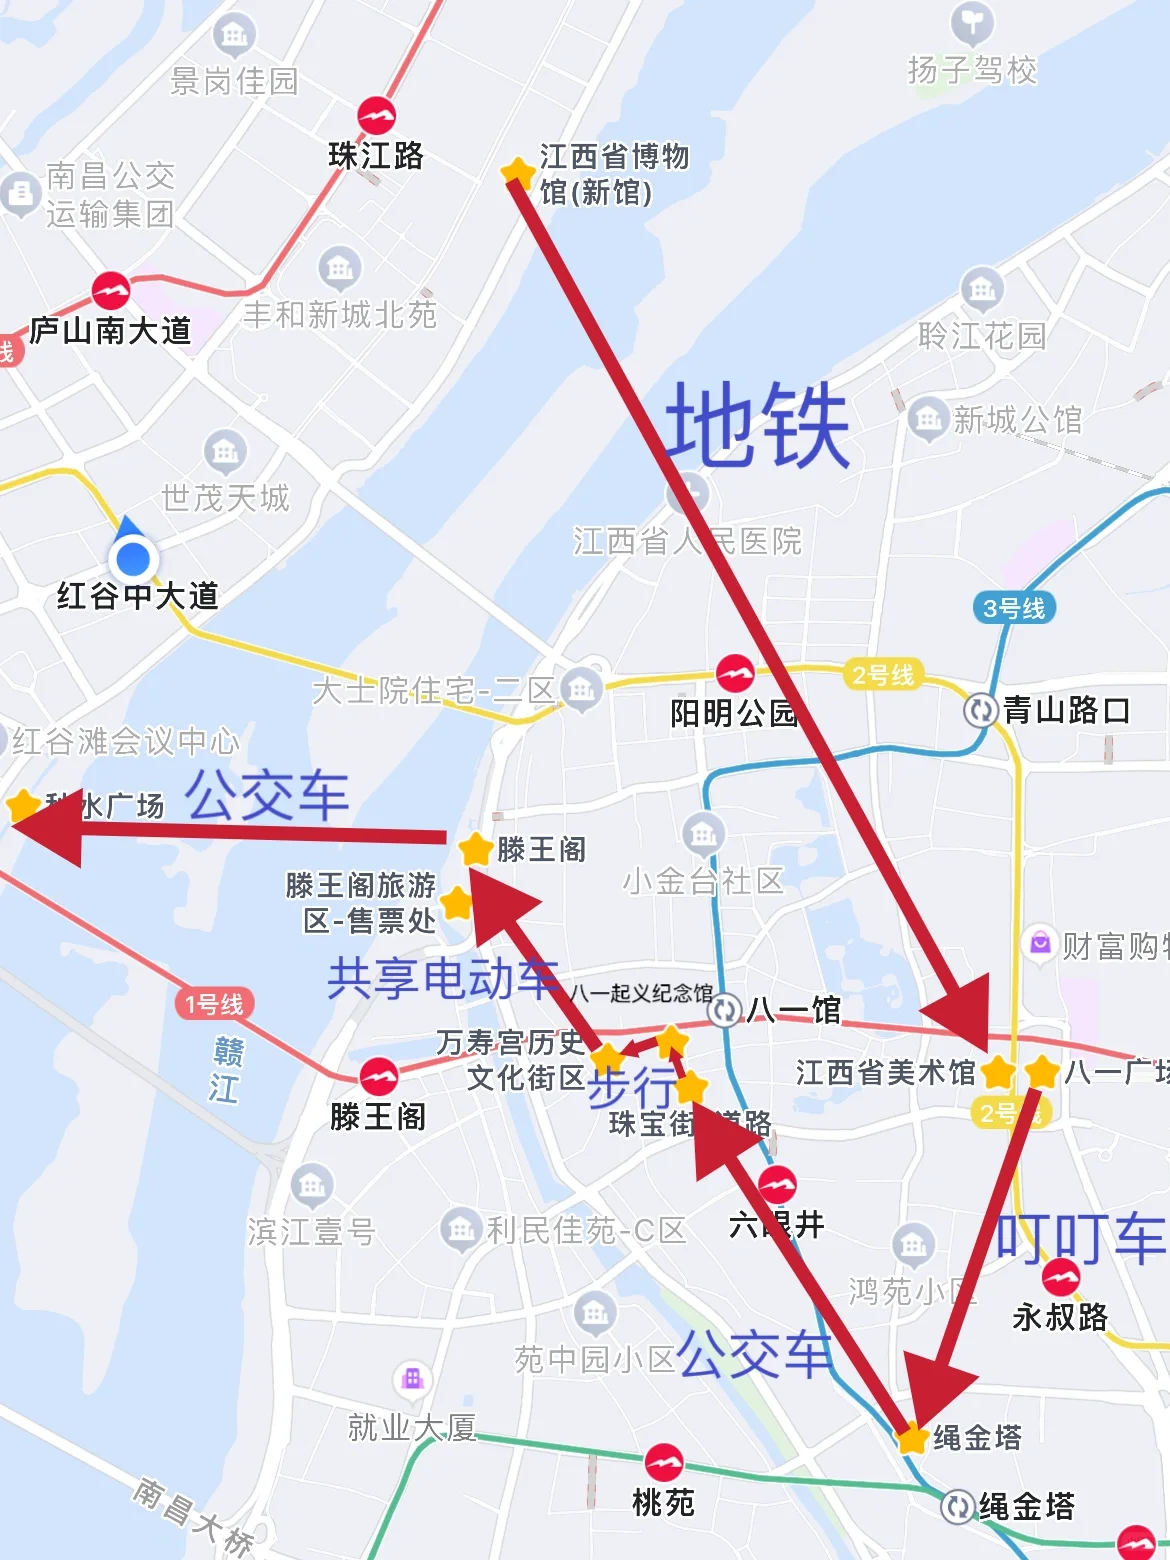 扬子驾校
景岗佳园
珠江路
江西省博物
馆(新馆)
南昌公交
运输集团
丰和新城北苑
庐山南大道
线
聆江花园
地铁
新城公馆
世茂天城
江西省人民医院
红谷中大道
3号线
大士院住宅-二区
2号线
阳明公园
青山路口
红谷滩会议中心
公交车
秋水广场
滕王阁
小金台社区
滕王阁旅游
区-售票处
财富购物
共享电动车
八一起义纪念馆
八一馆
1号线
赣江
万寿宫历史
文化街区
步行
江西省美术馆
八一广场
滕王阁
2号线
珠宝街
道路
滨江壹号
利民佳苑-C区
六眼井
叮叮车
鸿苑小区
永叔路
苑中园小区
公交车
就业大厦
绳金塔
桃苑
绳金塔
南昌大桥